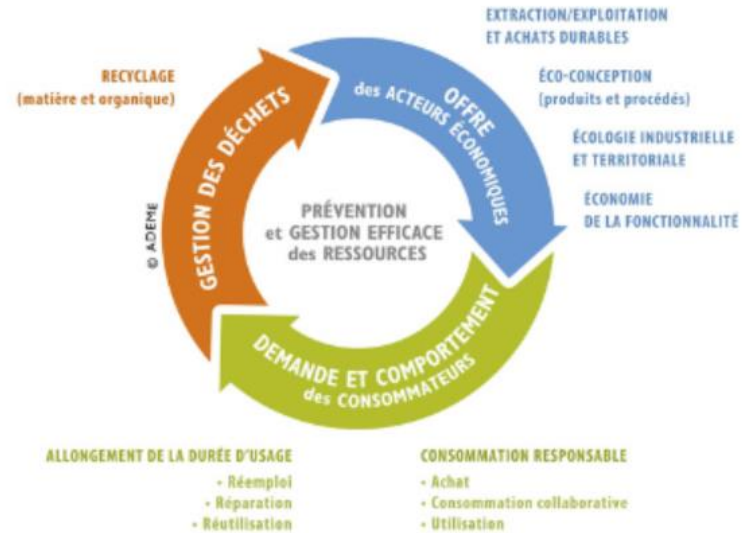 EXTRACTION/EXPLOITATION
ET ACHATS DURABLES
RECYCLAGE
(matière et organique)
ÉCO-CONCEPTION
(produits et procédés)
ÉCOLOGIE INDUSTRIELLE
ET TERRITORIALE
ÉCONOMIE
DE LA FONCTIONNALITÉ
OFFRE
des ACTEURS ÉCONOMIQUES
GESTION DES DÉCHETS
PRÉVENTION
et GESTION EFFICACE
des RESSOURCES
© ADEME
DEMANDE ET COMPORTEMENT
des CONSOMMATEURS
ALLONGEMENT DE LA DURÉE D'USAGE
• Réemploi
• Réparation
• Réutilisation
CONSOMMATION RESPONSABLE
• Achat
• Consommation collaborative
• Utilisation